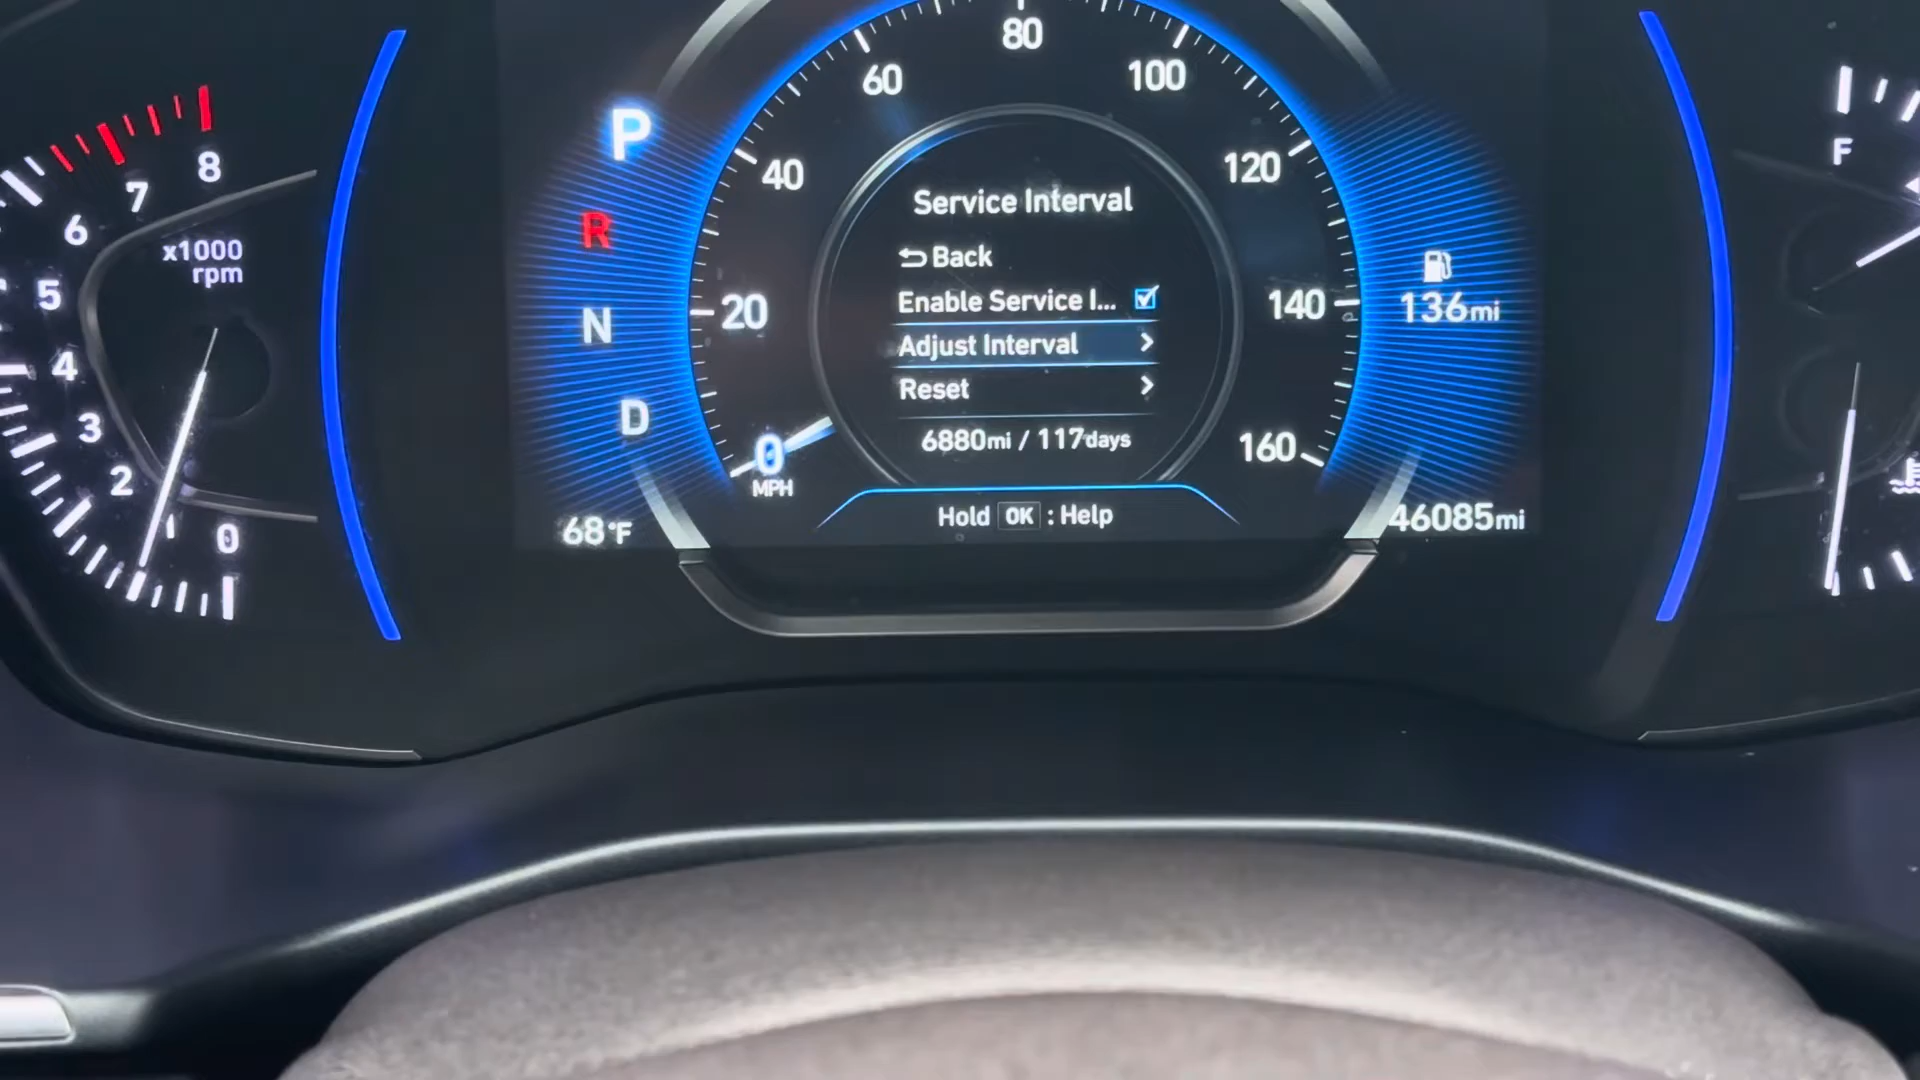 8
7
6
5
4
3
2
1
0
x1000
rpm
P
R
N
D
68°F
0
MPH
20
40
60
80
100
120
140
160
Service Interval
Back
Enable Service I...
Adjust Interval
Reset
6880mi / 117days
Hold OK : Help
136mi
46085mi
F